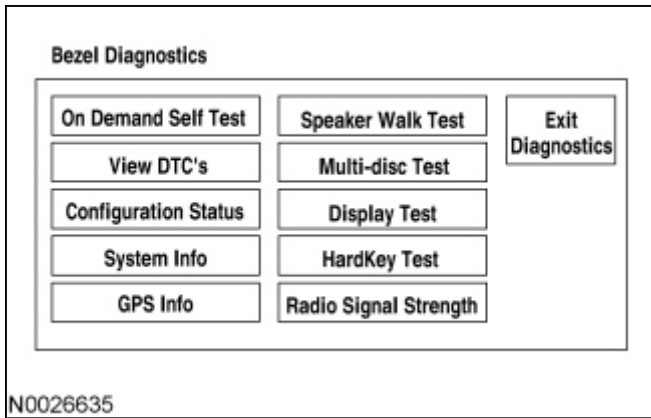 Bezel Diagnostics
On Demand Self Test
View DTC's
Configuration Status
System Info
GPS Info
Speaker Walk Test
Multi-disc Test
Display Test
HardKey Test
Radio Signal Strength
Exit
Diagnostics
N0026635